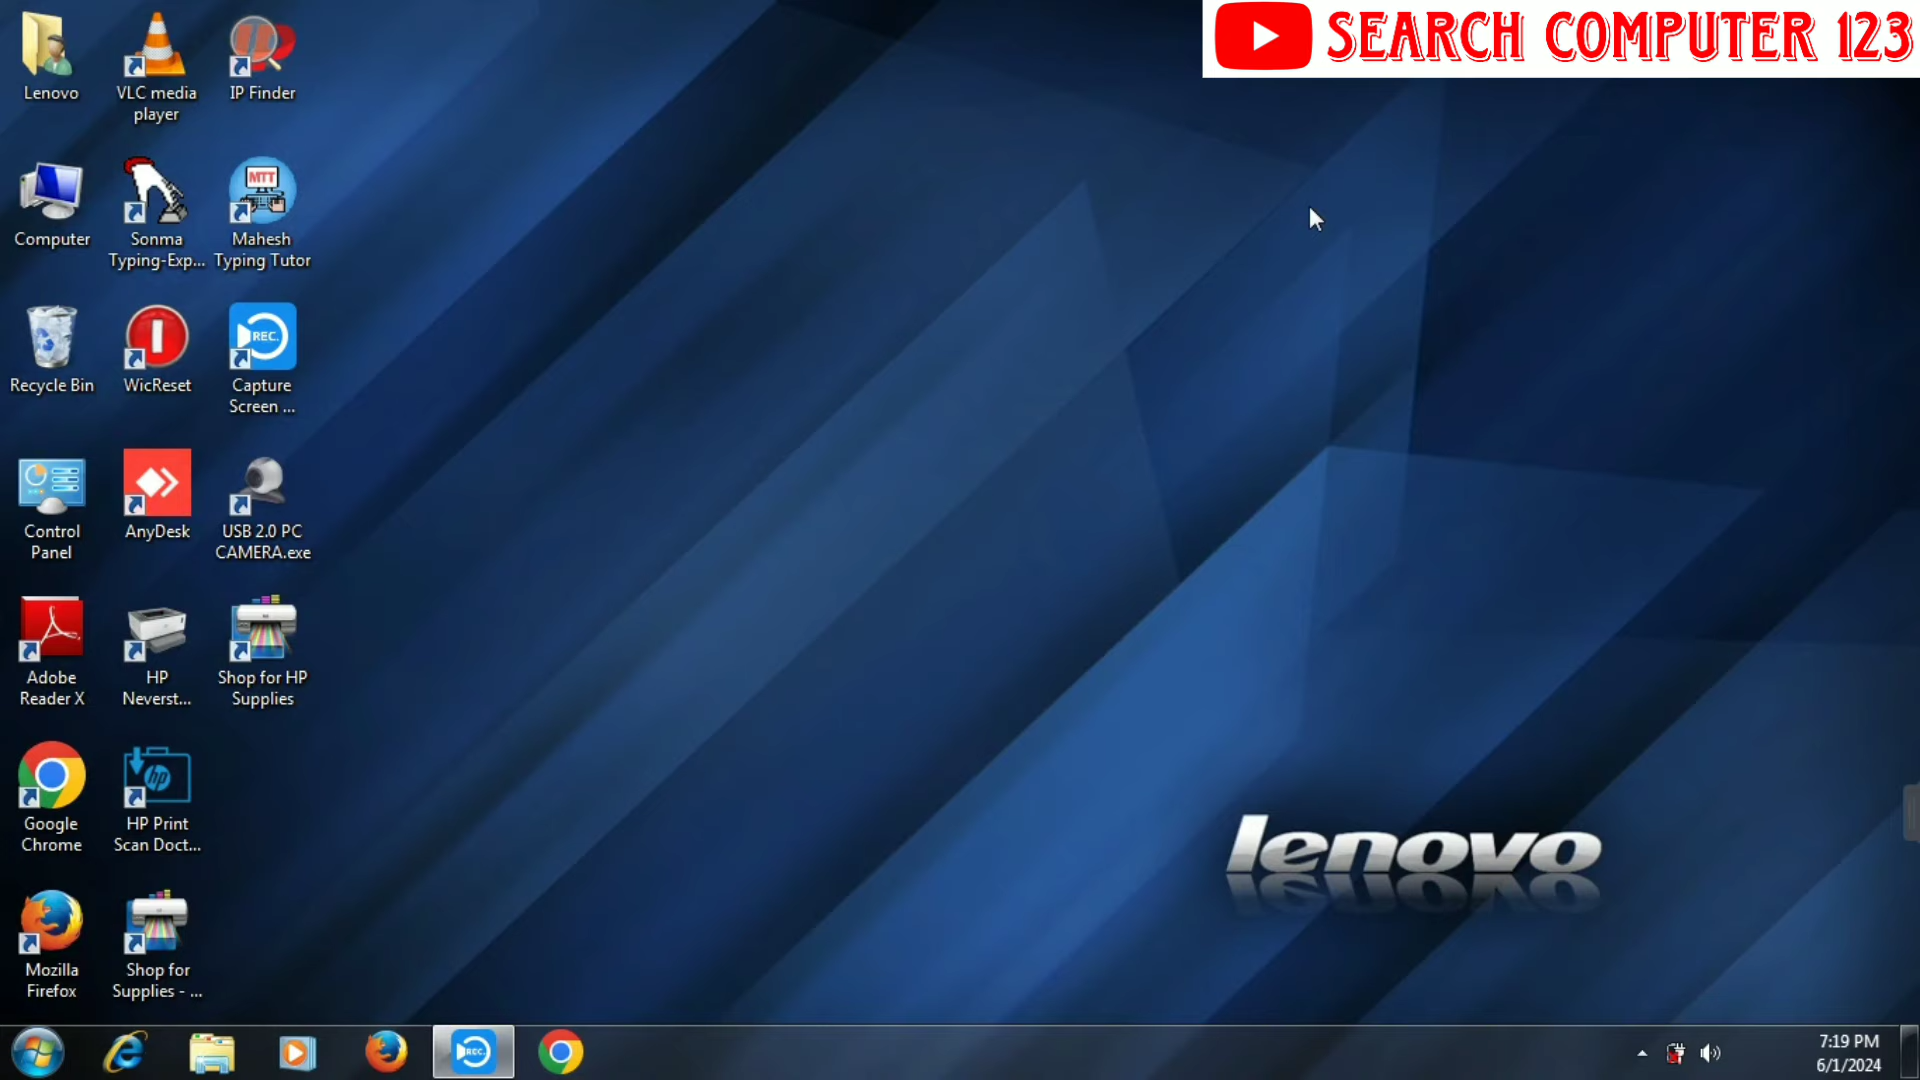 SEARCH COMPUTER 123
Lenovo
VLC media
player
IP Finder
MTT
Computer
Sonma
Typing-Exp...
Mahesh
Typing Tutor
REC.
Recycle Bin
WicReset
Capture
Screen ...
Control
Panel
AnyDesk
USB 2.0 PC
CAMERA.exe
Adobe
Reader X
HP
Neverst...
Shop for HP
Supplies
hp
Google
Chrome
HP Print
Scan Doct...
lenovo
Mozilla
Firefox
Shop for
Supplies - ...
REC.
7:19 PM
6/1/2024